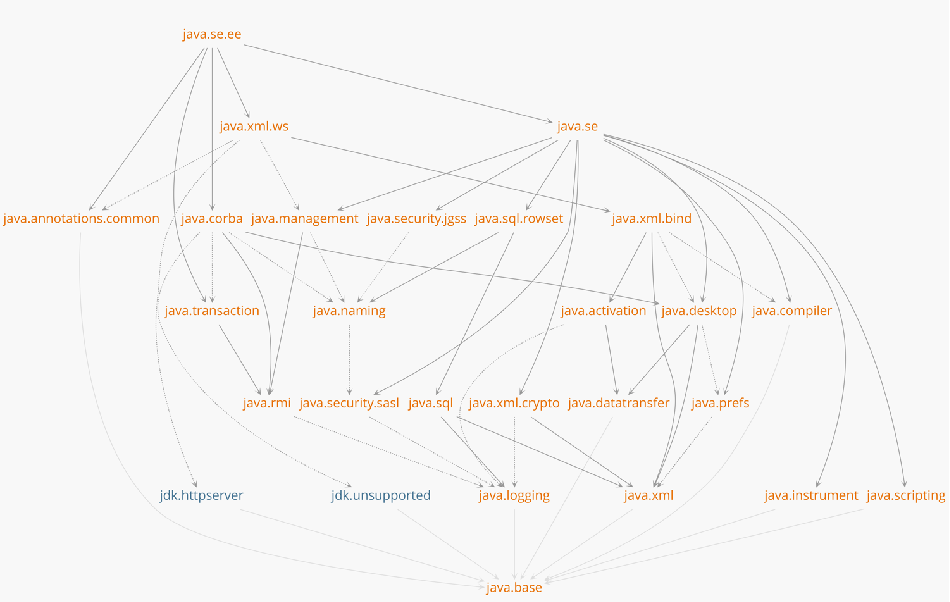 java.se.ee
java.xml.ws
java.se
java.annotations.common
java.corba
java.management
java.security.jgss
java.sql.rowset
java.xml.bind
java.transaction
java.naming
java.activation
java.desktop
java.compiler
java.rmi
java.security.sasl
java.sql
java.xml.crypto
java.datatransfer
java.prefs
jdk.httpserver
jdk.unsupported
java.logging
java.xml
java.instrument
java.scripting
java.base